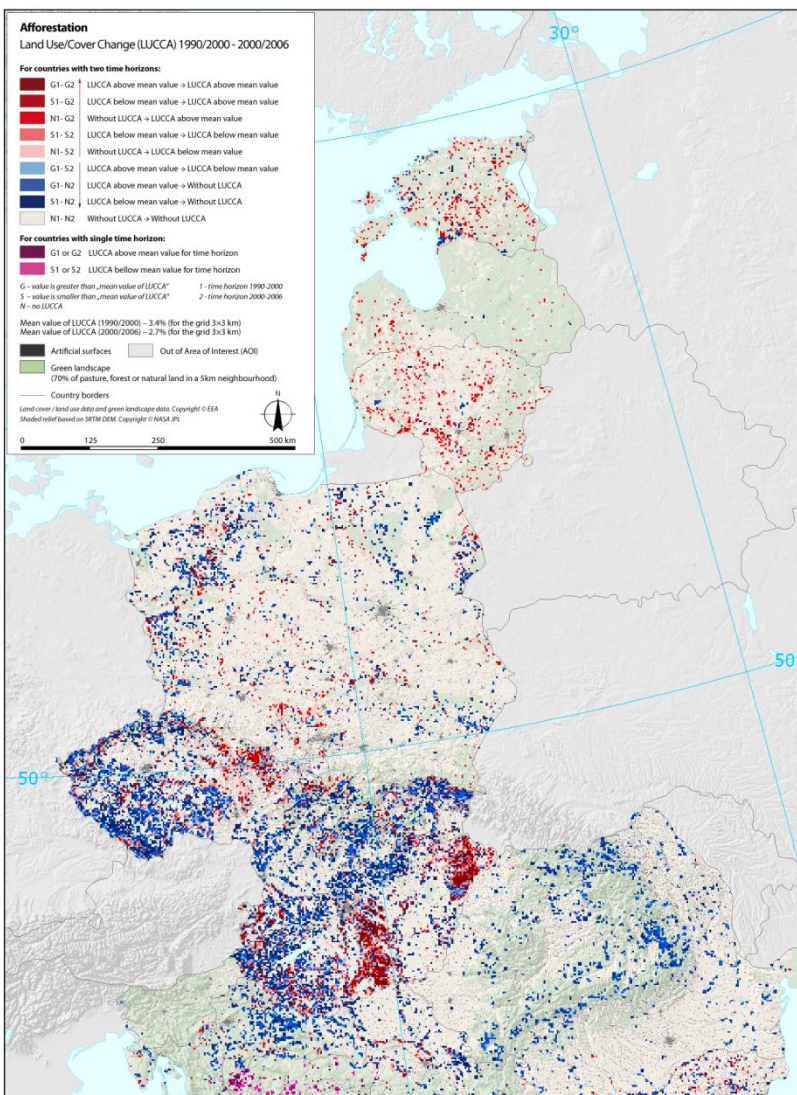 Afforestation
Land Use/Cover Change (LUCCA) 1990/2000 - 2000/2006
For countries with two time horizons:
G1- G2 LUCCA above mean value → LUCCA above mean value
S1 - G2 LUCCA below mean value → LUCCA above mean value
N1- G2 Without LUCCA → LUCCA above mean value
S1 - S2 LUCCA below mean value → LUCCA below mean value
N1- S2 Without LUCCA → LUCCA below mean value
G1- S2 LUCCA above mean value → LUCCA below mean value
G1- N2 LUCCA above mean value → Without LUCCA
S1 - N2 LUCCA below mean value → Without LUCCA
N1- N2 Without LUCCA → Without LUCCA
For countries with single time horizon:
G1 or G2 LUCCA above mean value for time horizon
S1 or S2 LUCCA bellow mean value for time horizon
G – value is greater than „mean value of LUCCA" 1 - time horizon 1990-2000
S – value is smaller than „mean value of LUCCA" 2 - time horizon 2000-2006
N – no LUCCA
Mean value of LUCCA (1990/2000) – 3.4% (for the grid 3×3 km)
Mean value of LUCCA (2000/2006) – 2.7% (for the grid 3×3 km)
Artificial surfaces Out of Area of Interest (AOI)
Green landscape
(70% of pasture, forest or natural land in a 5km neighbourhood)
Country borders
Land cover / land use data and green landscape data. Copyright © EEA
Shaded relief based on SRTM DEM. Copyright © NASA JPL
N
0 125 250 500 km
30°
50°
50°